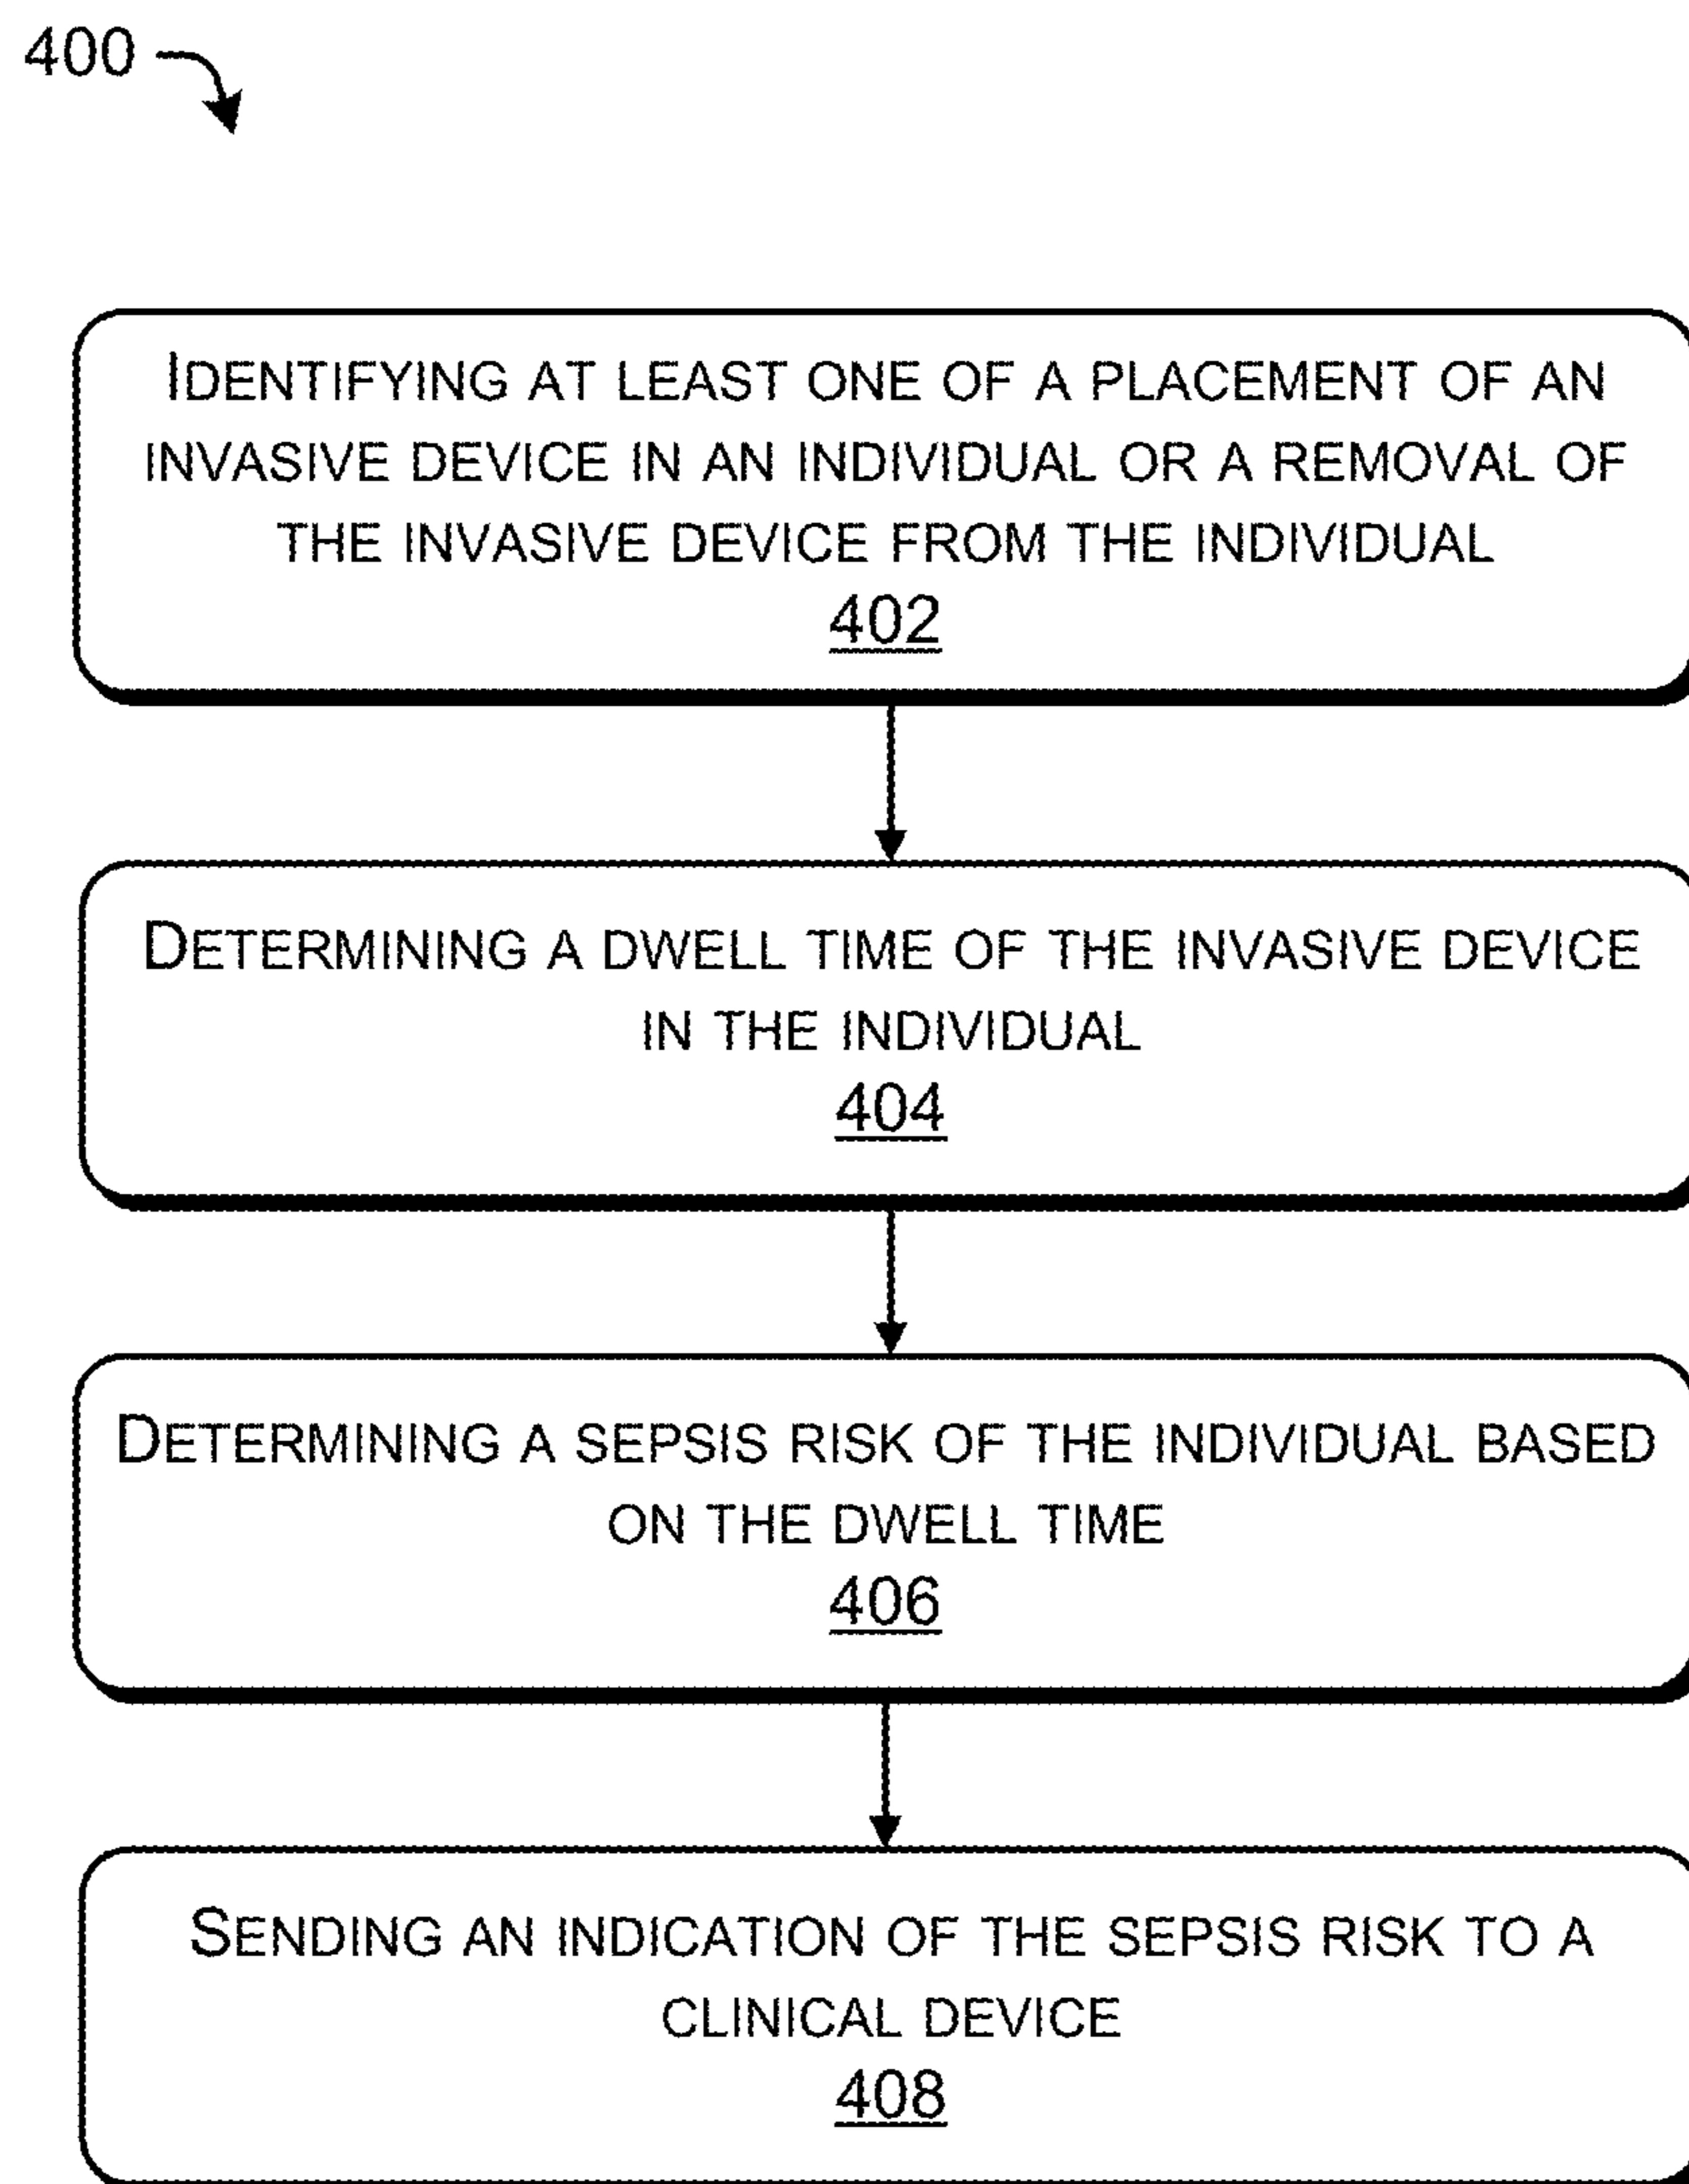 400
IDENTIFYING AT LEAST ONE OF A PLACEMENT OF AN
INVASIVE DEVICE IN AN INDIVIDUAL OR A REMOVAL OF
THE INVASIVE DEVICE FROM THE INDIVIDUAL
402
DETERMINING A DWELL TIME OF THE INVASIVE DEVICE
IN THE INDIVIDUAL
404
DETERMINING A SEPSIS RISK OF THE INDIVIDUAL BASED
ON THE DWELL TIME
406
SENDING AN INDICATION OF THE SEPSIS RISK TO A
CLINICAL DEVICE
408